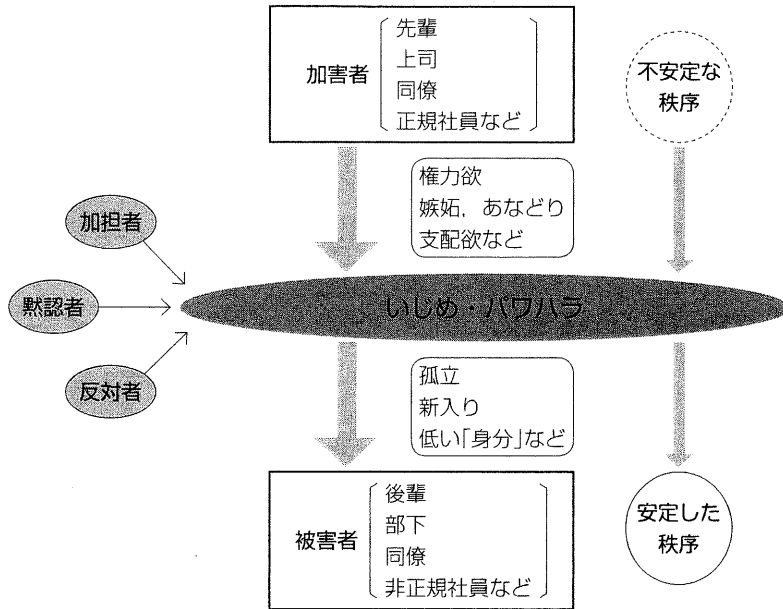 加害者
先輩
上司
同僚
正規社員など
不安定な
秩序
権力欲
嫉妬，あなどり
支配欲など
加担者
黙認者
反対者
いじめ・パワハラ
孤立
新入り
低い「身分」など
被害者
後輩
部下
同僚
非正規社員など
安定した
秩序